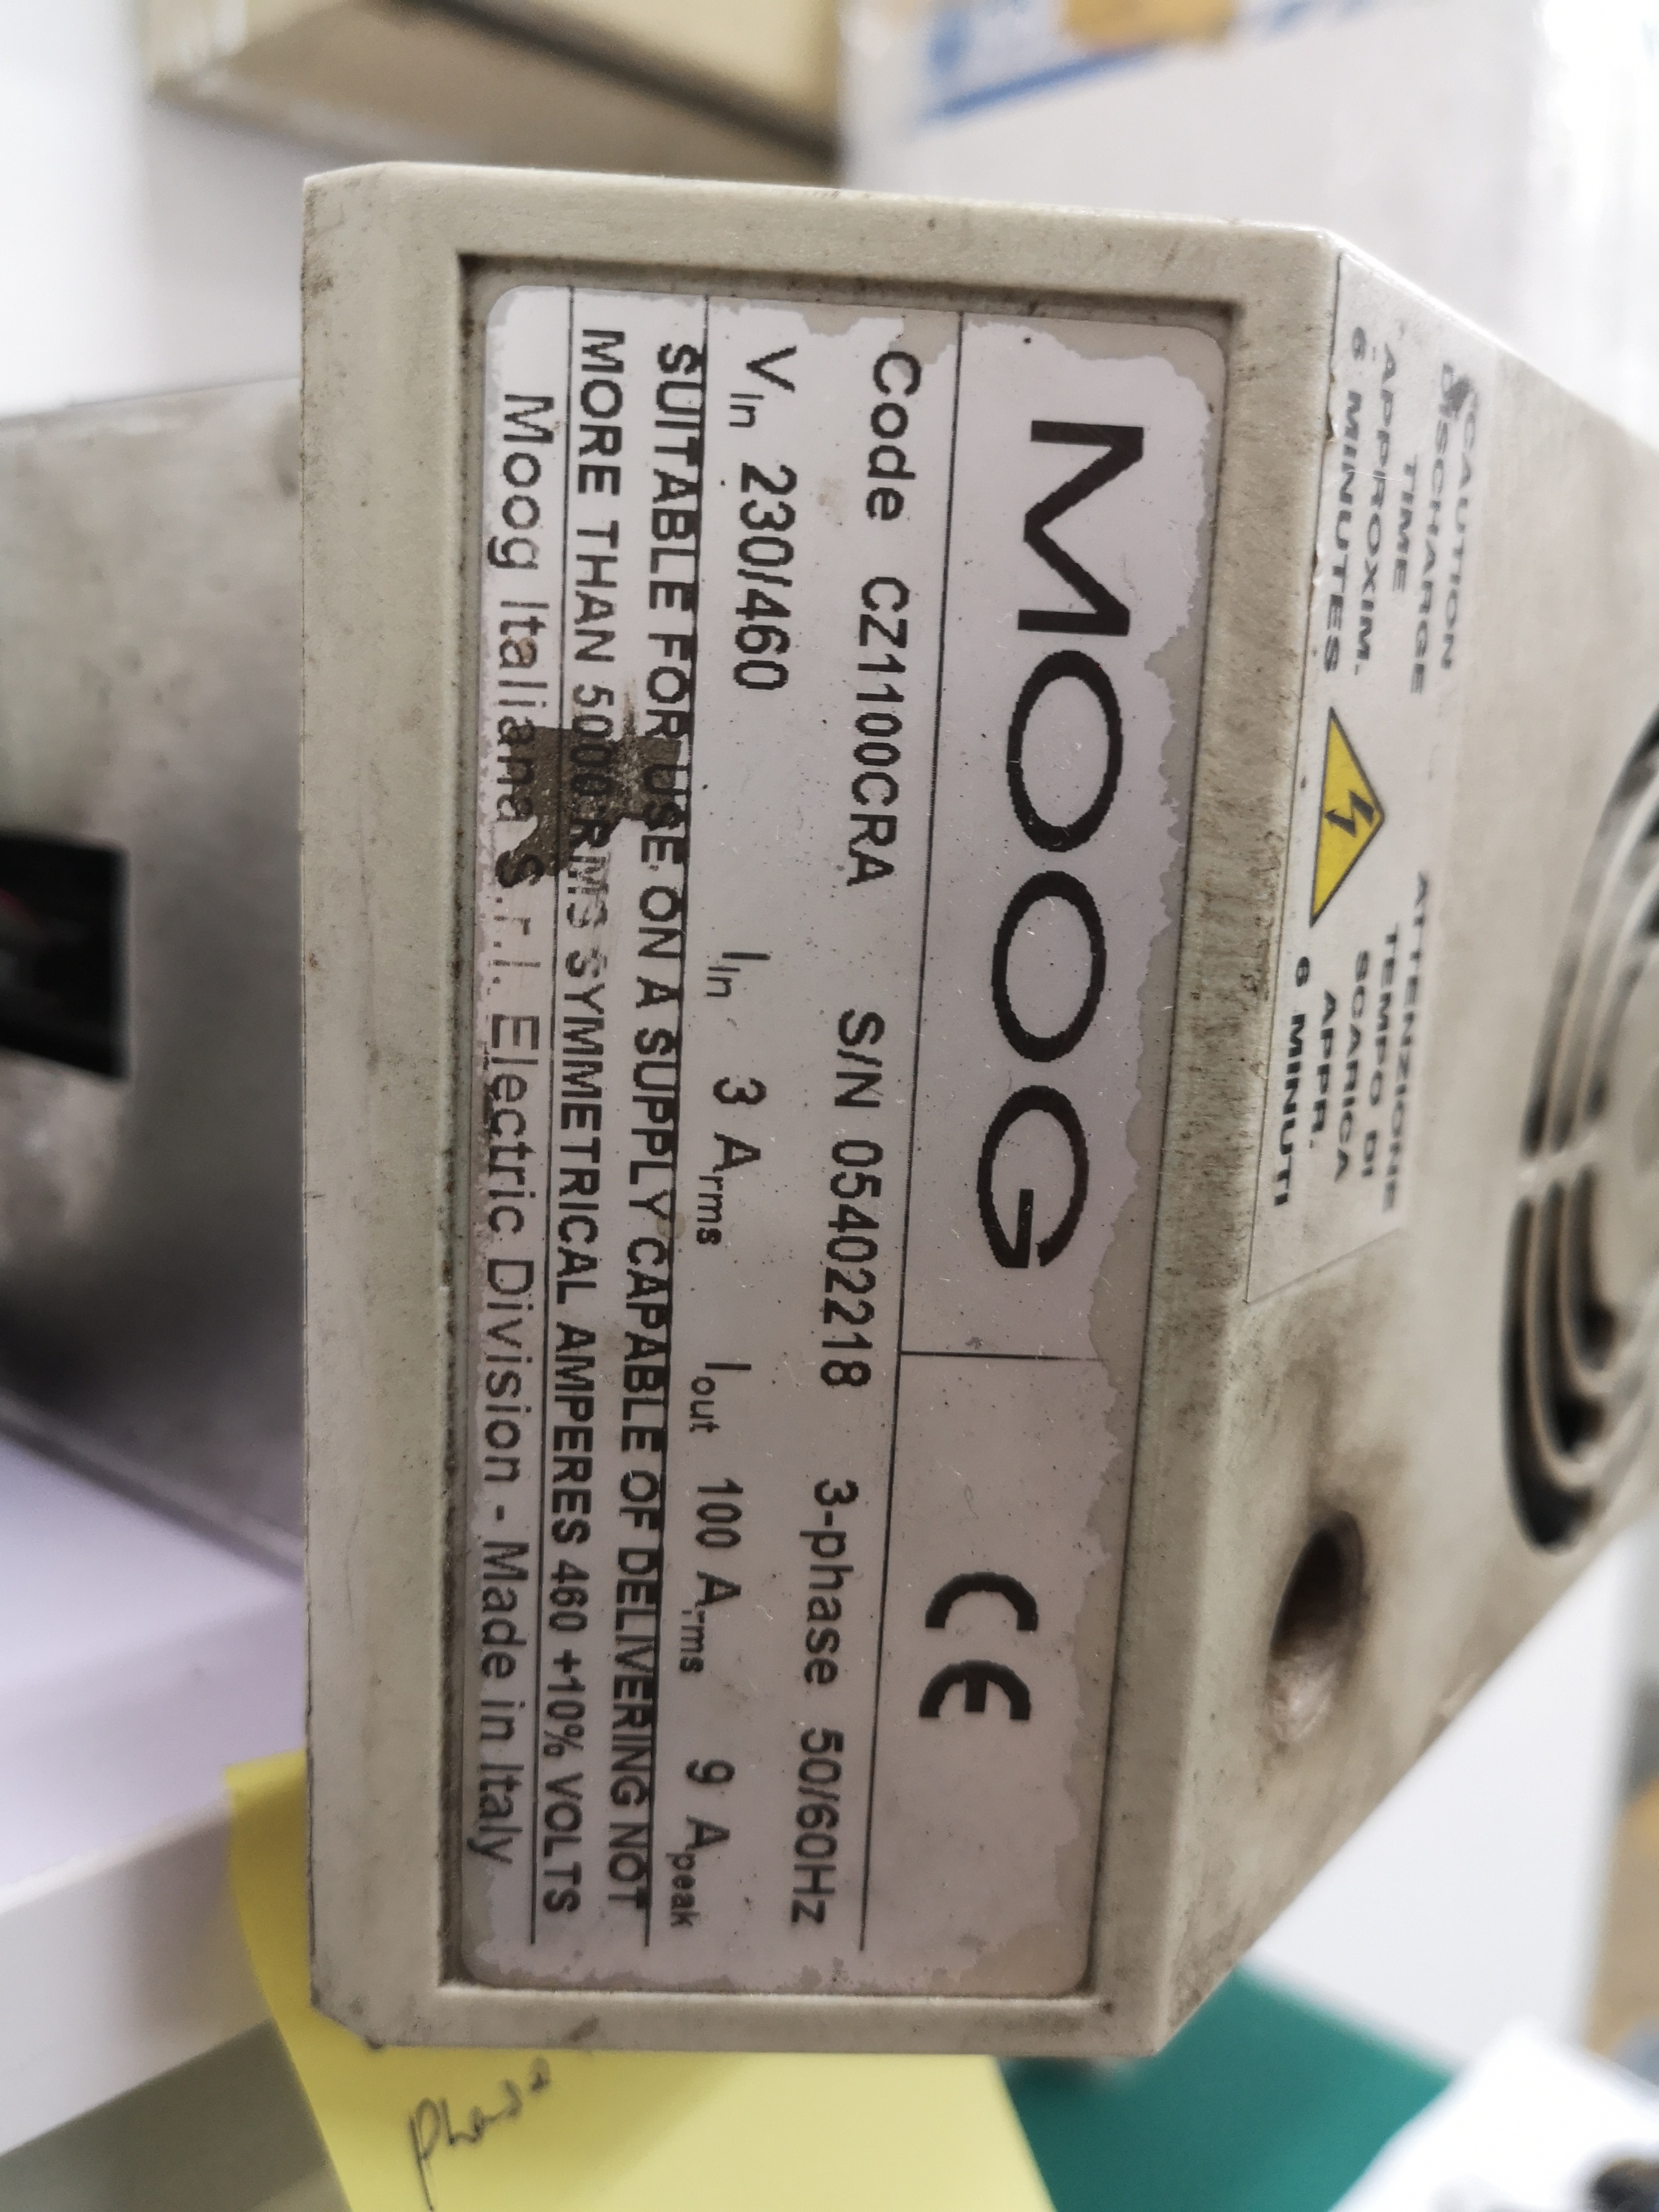 MOOG
CE
Code CZ1100CRA S/N 05402218 3-phase 50/60Hz
Vin 230/460 Iin 3 Arms Iout 100 Arms 9 Apeak
SUITABLE FOR USE ON A SUPPLY CAPABLE OF DELIVERING NOT
MORE THAN 5000 RMS SYMMETRICAL AMPERES 460 +10% VOLTS
Moog Italiana S.r.l. Electric Division - Made in Italy
CAUTION
DISCHARGE
TIME
APPROXIM.
6 MINUTES
ATTENZIONE
TEMPO DI
SCARICA
APPR.
6 MINUTI